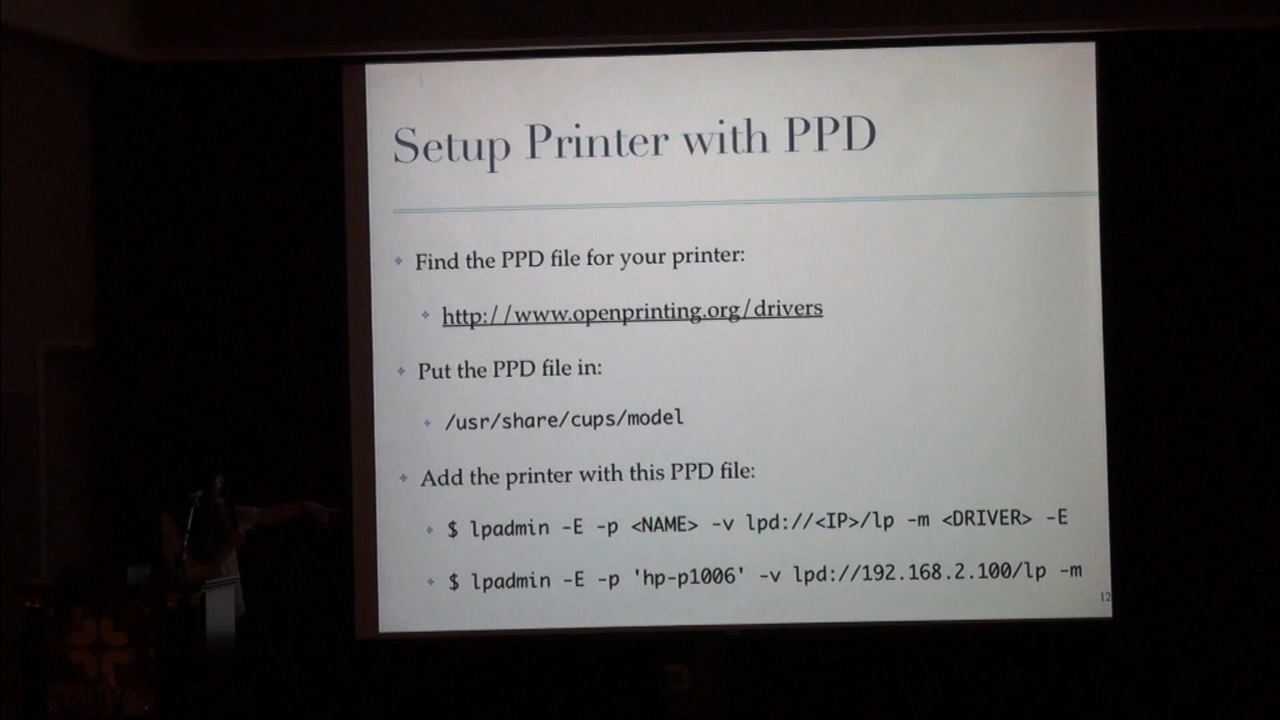 Setup Printer with PPD
Find the PPD file for your printer:
http://www.openprinting.org/drivers
Put the PPD file in:
/usr/share/cups/model
Add the printer with this PPD file:
$ lpadmin -E -p <NAME> -v lpd://<IP>/lp -m <DRIVER> -E
$ lpadmin -E -p 'hp-p1006' -v lpd://192.168.2.100/lp -m
12